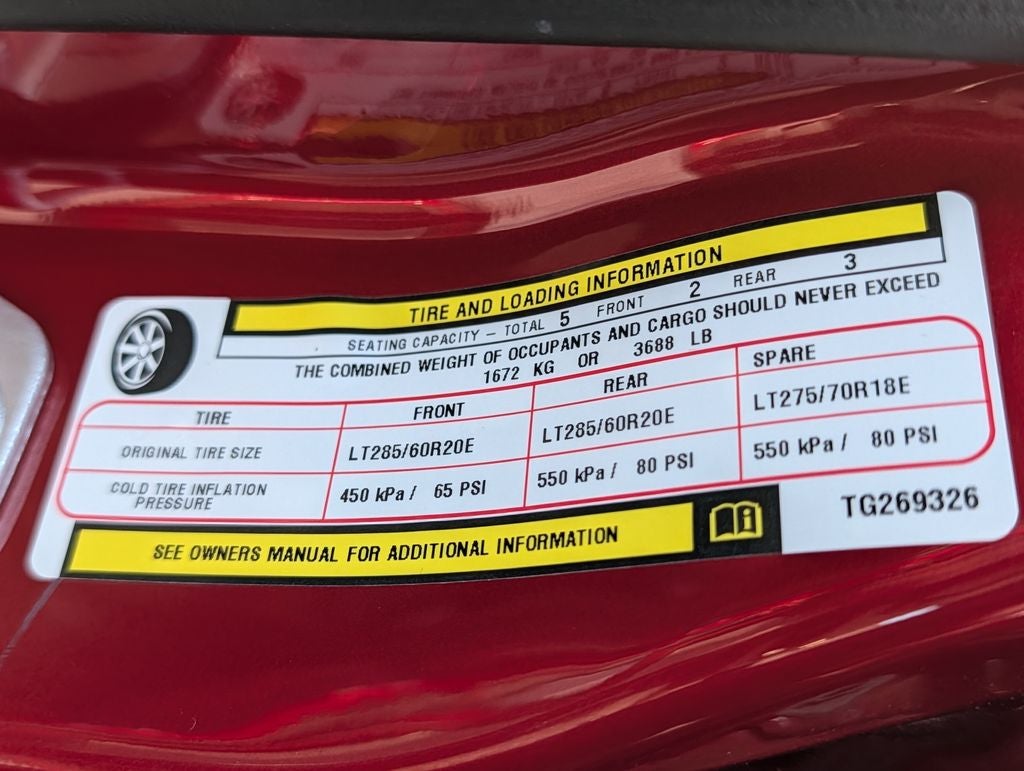 TIRE AND LOADING INFORMATION
SEATING CAPACITY – TOTAL 5 FRONT 2 REAR 3
THE COMBINED WEIGHT OF OCCUPANTS AND CARGO SHOULD NEVER EXCEED
1672 KG OR 3688 LB
TIRE FRONT REAR SPARE
ORIGINAL TIRE SIZE LT285/60R20E LT285/60R20E LT275/70R18E
COLD TIRE INFLATION PRESSURE 450 kPa / 65 PSI 550 kPa / 80 PSI 550 kPa / 80 PSI
SEE OWNERS MANUAL FOR ADDITIONAL INFORMATION
TG269326